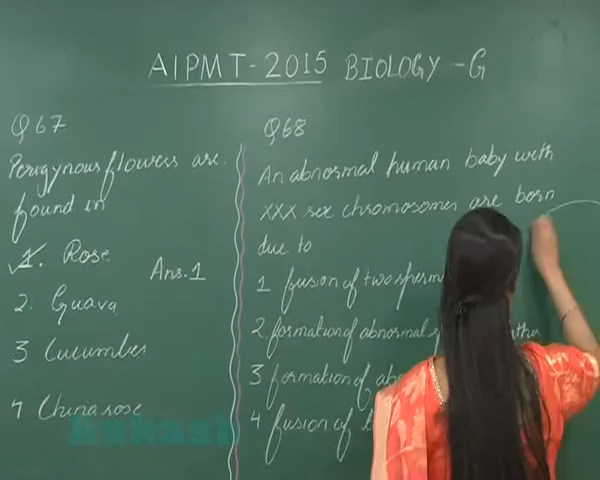 AIPMT-2015 BIOLOGY-G
Q67
Perigynous flowers are
found in
1. Rose
Ans.1
2. Guava
3 Cucumber
4 China rose
Q68
An abnormal human baby with
XXX sex chromosomes are born
due to
1 fusion of two sperm
2. formation of abnormal
3 formation of
4 fusion of
Aakash